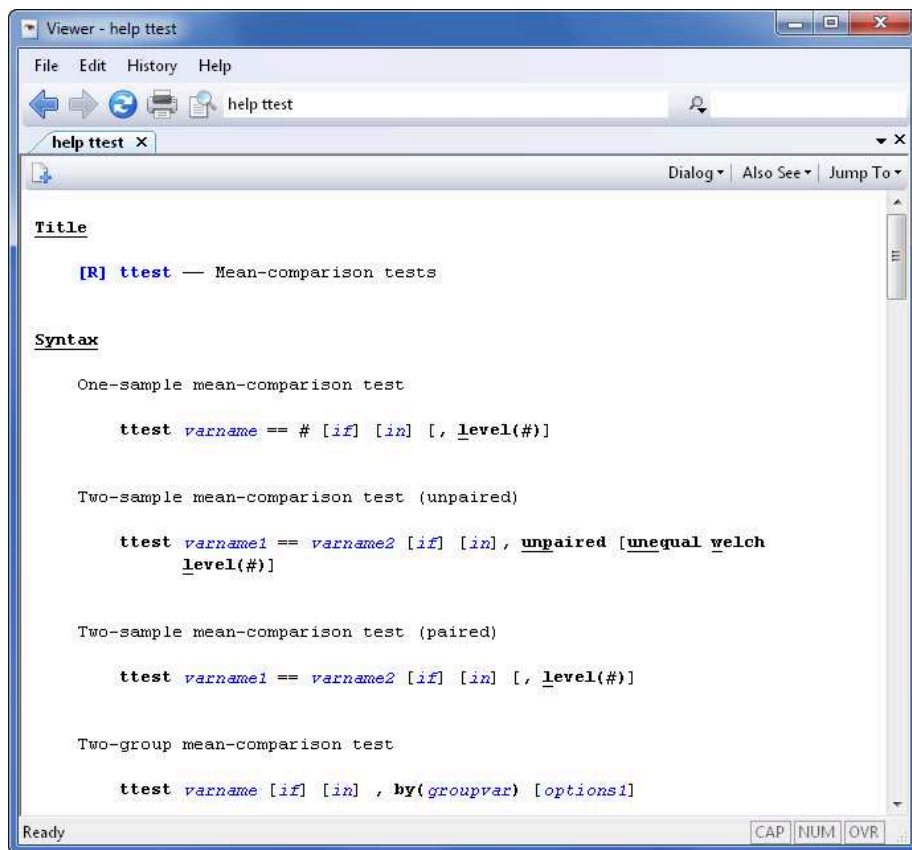 Viewer - help ttest
File Edit History Help
help ttest
help ttest X
Dialog Also See Jump To
Title
[R] ttest — Mean-comparison tests
Syntax
One-sample mean-comparison test
ttest varname == # [if] [in] [, level(#)]
Two-sample mean-comparison test (unpaired)
ttest varname1 == varname2 [if] [in], unpaired [unequal welch
level(#)]
Two-sample mean-comparison test (paired)
ttest varname1 == varname2 [if] [in] [, level(#)]
Two-group mean-comparison test
ttest varname [if] [in] , by(groupvar) [options1]
Ready CAP NUM OVR